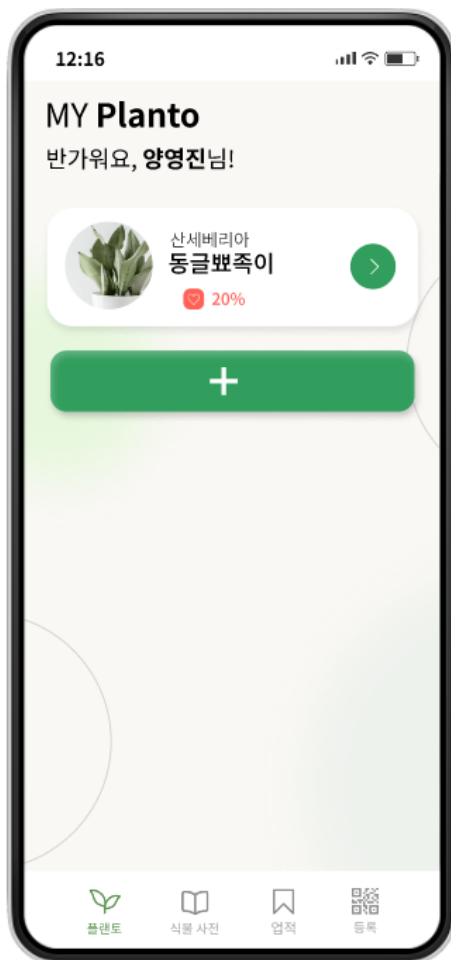 12:16
MY Planto
반가워요, 양영진님!
산세베리아
동글뾰족이
20%
+
플랜토
식물 사전
업적
등록